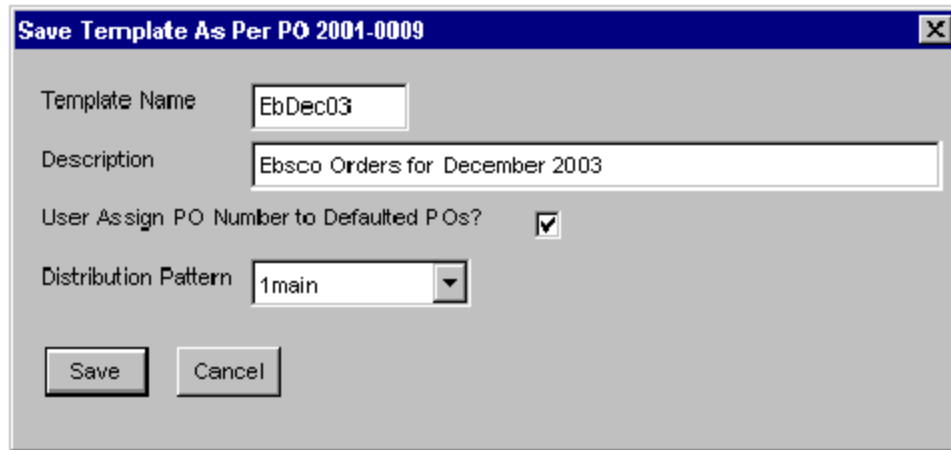 Save Template As Per PO 2001-0009
Template Name EbDec03
Description Ebsco Orders for December 2003
User Assign PO Number to Defaulted POs?
Distribution Pattern 1main
Save Cancel